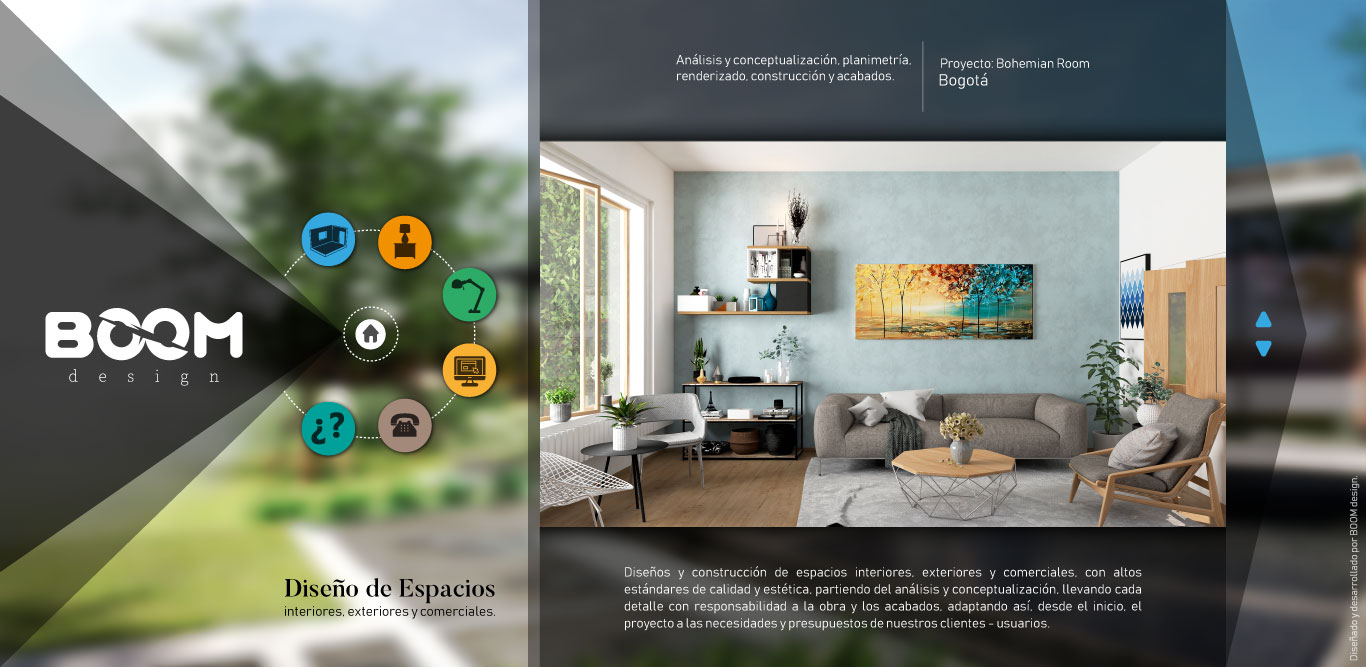 BOOM
design
Diseño de Espacios
interiores, exteriores y comerciales.
Análisis y conceptualización, planimetría,
renderizado, construcción y acabados.
Proyecto: Bohemian Room
Bogotá
Diseños y construcción de espacios interiores, exteriores y comerciales, con altos
estándares de calidad y estética, partiendo del análisis y conceptualización, llevando cada
detalle con responsabilidad a la obra y los acabados, adaptando así, desde el inicio, el
proyecto a las necesidades y presupuestos de nuestros clientes - usuarios.
Diseñado y desarrollado por BOOM design.